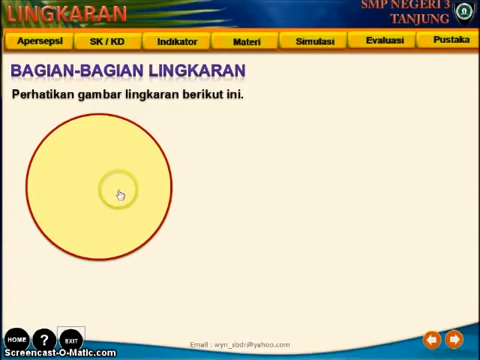 LINGKARAN
SMP NEGERI 3
TANJUNG
Apersepsi SK / KD Indikator Materi Simulasi Evaluasi Pustaka
BAGIAN-BAGIAN LINGKARAN
Perhatikan gambar lingkaran berikut ini.
HOME ? EXIT
Email : wyn_sbdr@yahoo.com
Screencast-O-Matic.com